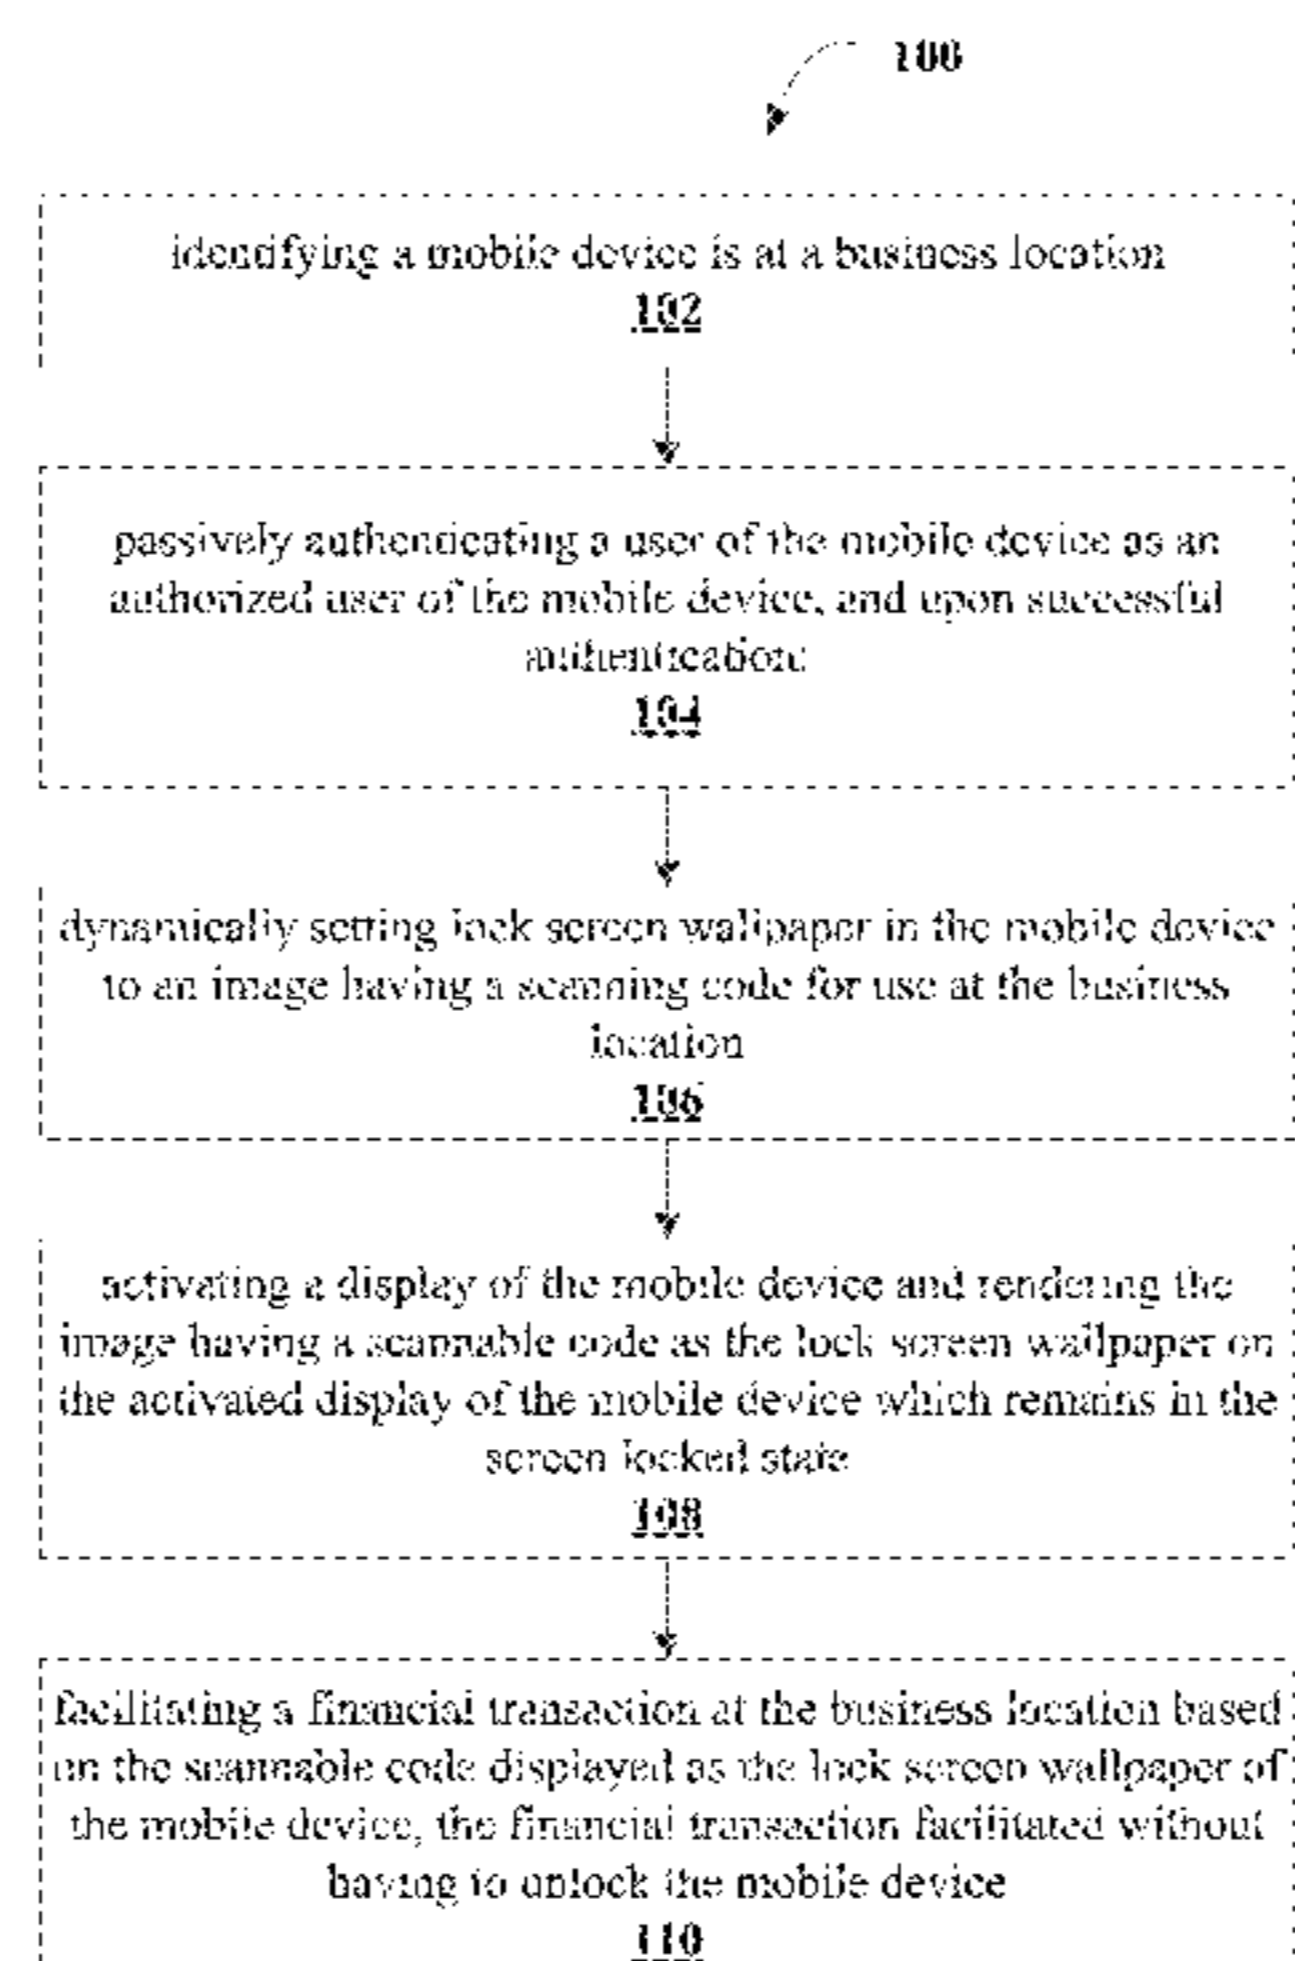 100
identifying a mobile device is at a business location
102
passively authenticating a user of the mobile device as an
authorized user of the mobile device, and upon successful
authentication:
104
dynamically setting lock screen wallpaper in the mobile device
to an image having a scanning code for use at the business
location
106
activating a display of the mobile device and rendering the
image having a scannable code as the lock screen wallpaper on
the activated display of the mobile device which remains in the
screen locked state
108
facilitating a financial transaction at the business location based
on the scannable code displayed as the lock screen wallpaper of
the mobile device, the financial transaction facilitated without
having to unlock the mobile device
110